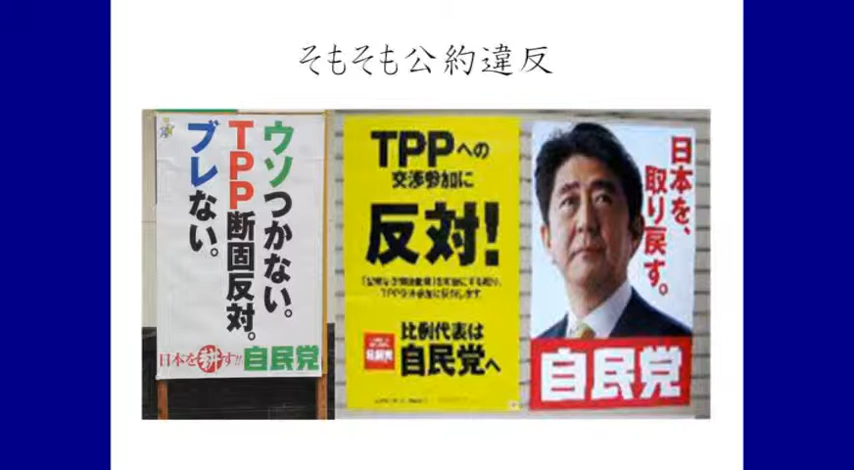 そもそも公約違反
ウソつかない。
TPP断固反対。
ブレない。
日本を耕す!!自民党
TPPへの
交渉参加に
反対!
比例代表は
自民党へ
日本を、
取り戻す。
自民党